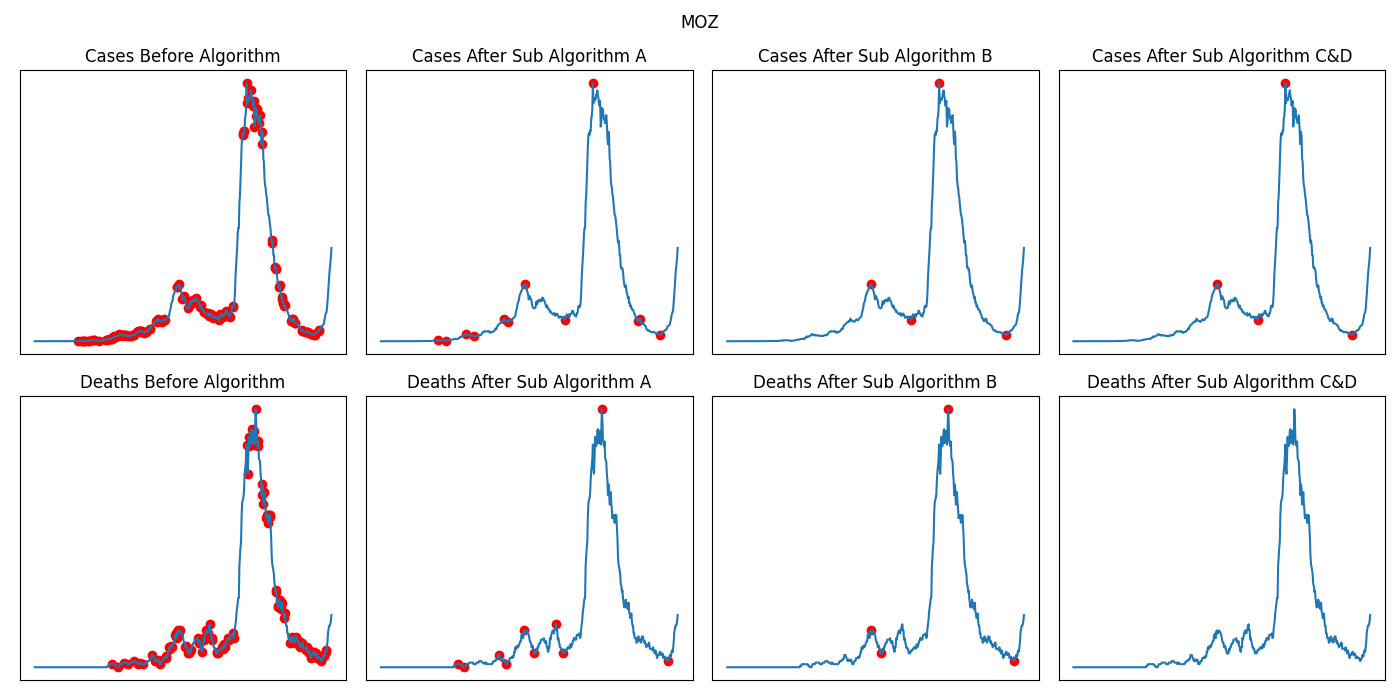 MOZ
Cases Before Algorithm
Cases After Sub Algorithm A
Cases After Sub Algorithm B
Cases After Sub Algorithm C&D
Deaths Before Algorithm
Deaths After Sub Algorithm A
Deaths After Sub Algorithm B
Deaths After Sub Algorithm C&D